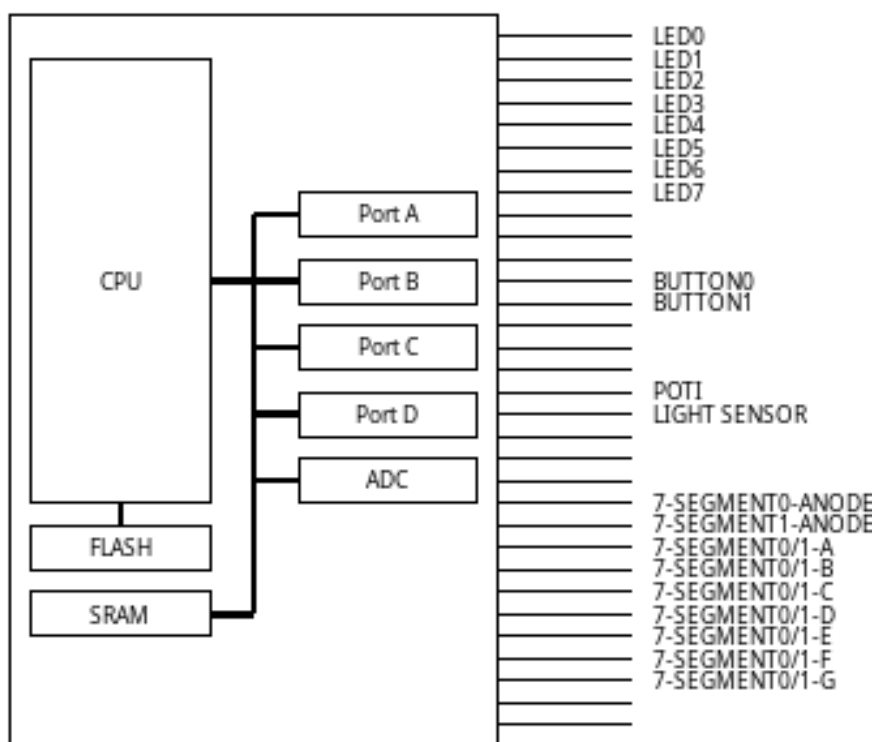 LED0
LED1
LED2
LED3
LED4
LED5
LED6
LED7
Port A
CPU
Port B
BUTTON0
BUTTON1
Port C
POTI
Port D
LIGHT SENSOR
ADC
7-SEGMENT0-ANODE
7-SEGMENT1-ANODE
FLASH
7-SEGMENT0/1-A
7-SEGMENT0/1-B
7-SEGMENT0/1-C
SRAM
7-SEGMENT0/1-D
7-SEGMENT0/1-E
7-SEGMENT0/1-F
7-SEGMENT0/1-G